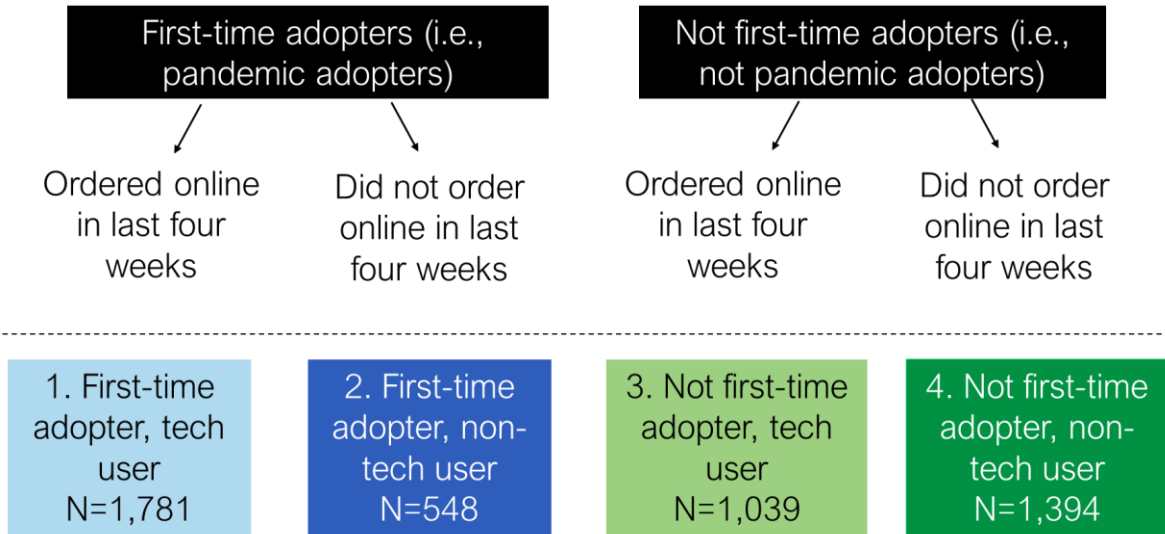 First-time adopters (i.e.,
pandemic adopters)
Not first-time adopters (i.e.,
not pandemic adopters)
Ordered online
in last four
weeks
Did not order
online in last
four weeks
Ordered online
in last four
weeks
Did not order
online in last
four weeks
1. First-time
adopter, tech
user
N=1,781
2. First-time
adopter, non-
tech user
N=548
3. Not first-time
adopter, tech
user
N=1,039
4. Not first-time
adopter, non-
tech user
N=1,394